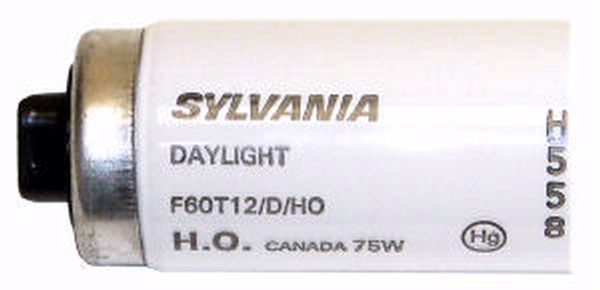 SYLVANIA
DAYLIGHT
F60T12/D/HO
H.O. CANADA 75W
Hg
H558